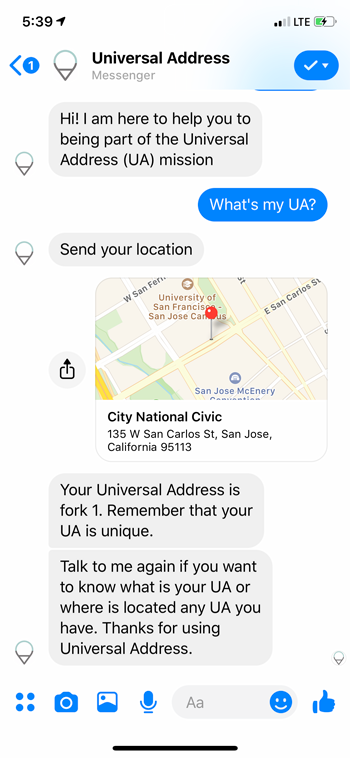 5:39
LTE
1
Universal Address
Messenger
Hi! I am here to help you to
being part of the Universal
Address (UA) mission
What's my UA?
Send your location
W San Fern
St
E San Carlos St
University of
San Francisco -
San Jose Campus
San Jose McEnery
Convention
City National Civic
135 W San Carlos St, San Jose,
California 95113
Your Universal Address is
fork 1. Remember that your
UA is unique.
Talk to me again if you want
to know what is your UA or
where is located any UA you
have. Thanks for using
Universal Address.
Aa